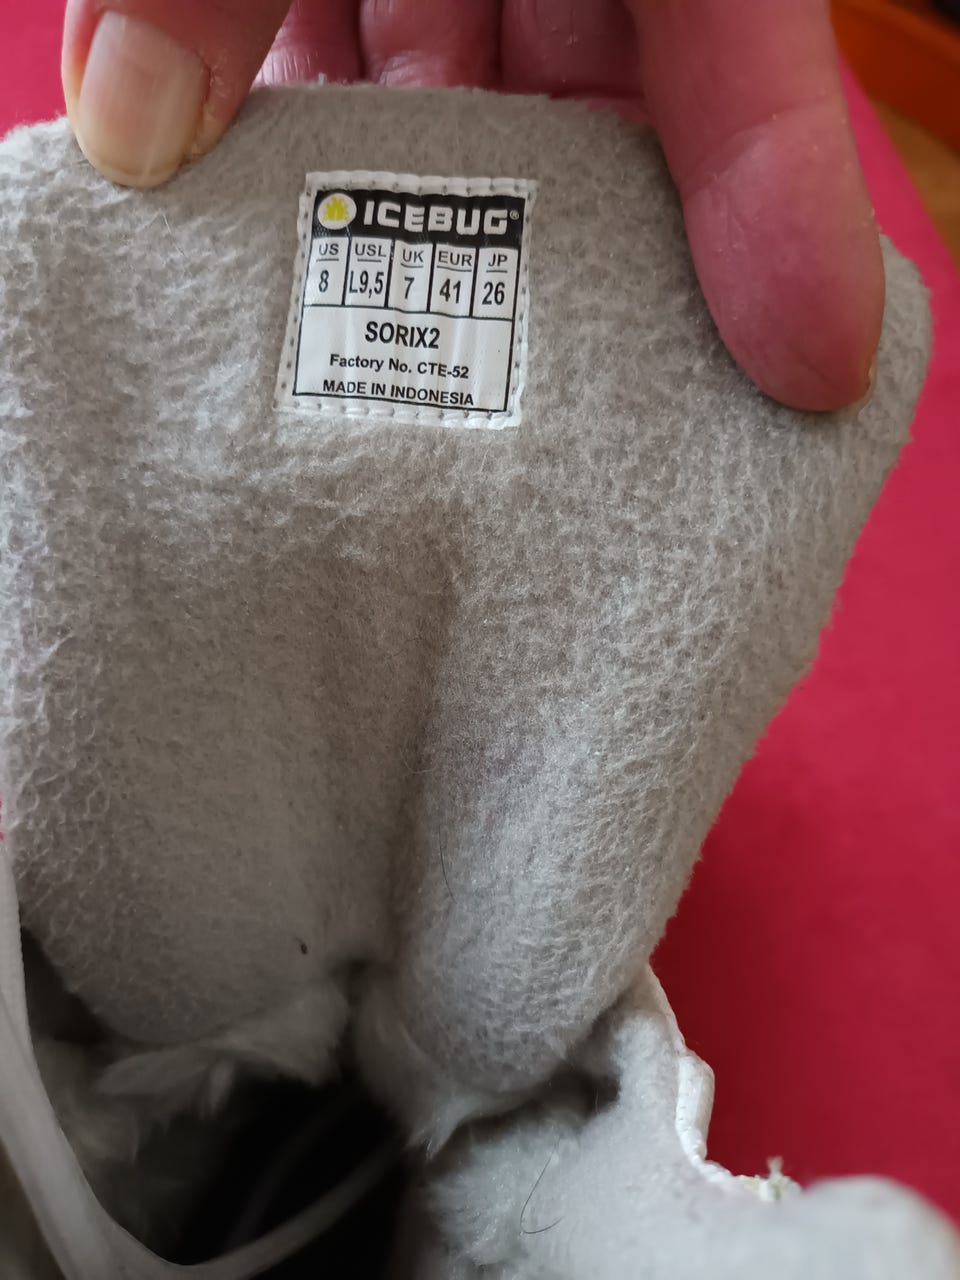 ICEBUG®
US USL UK EUR JP
8 L9,5 7 41 26
SORIX2
Factory No. CTE-52
MADE IN INDONESIA